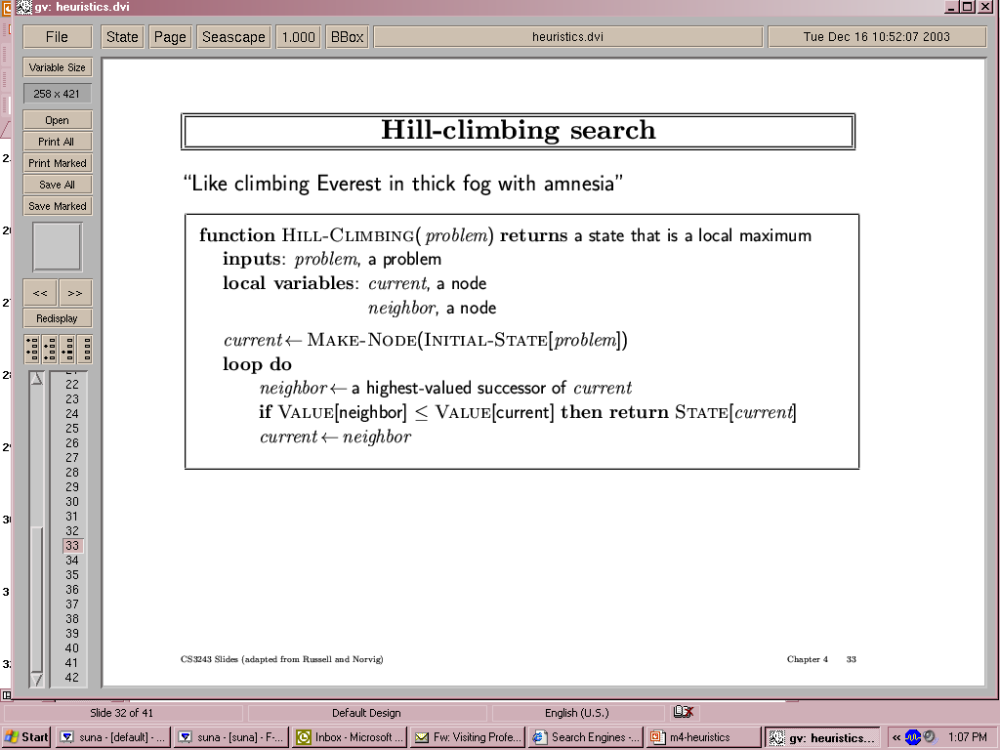 gv: heuristics.dvi
File State Page Seascape 1.000 BBox heuristics.dvi Tue Dec 16 10:52:07 2003
Variable Size
258 x 421
Open
Print All
Print Marked
Save All
Save Marked
<< >>
Redisplay
22
23
24
25
26
27
28
29
30
31
32
33
34
35
36
37
38
39
40
41
42
Hill-climbing search
“Like climbing Everest in thick fog with amnesia”
function HILL-CLIMBING( problem) returns a state that is a local maximum
inputs: problem, a problem
local variables: current, a node
neighbor, a node
current ← MAKE-NODE(INITIAL-STATE[problem])
loop do
neighbor ← a highest-valued successor of current
if VALUE[neighbor] ≤ VALUE[current] then return STATE[current]
current ← neighbor
CS3243 Slides (adapted from Russell and Norvig) Chapter 4 33
Slide 32 of 41 Default Design English (U.S.)
Start suna - [default] - ... suna - [suna] - F-... Inbox - Microsoft ... Fw: Visiting Profe... Search Engines -... m4-heuristics gv: heuristics... « 1:07 PM